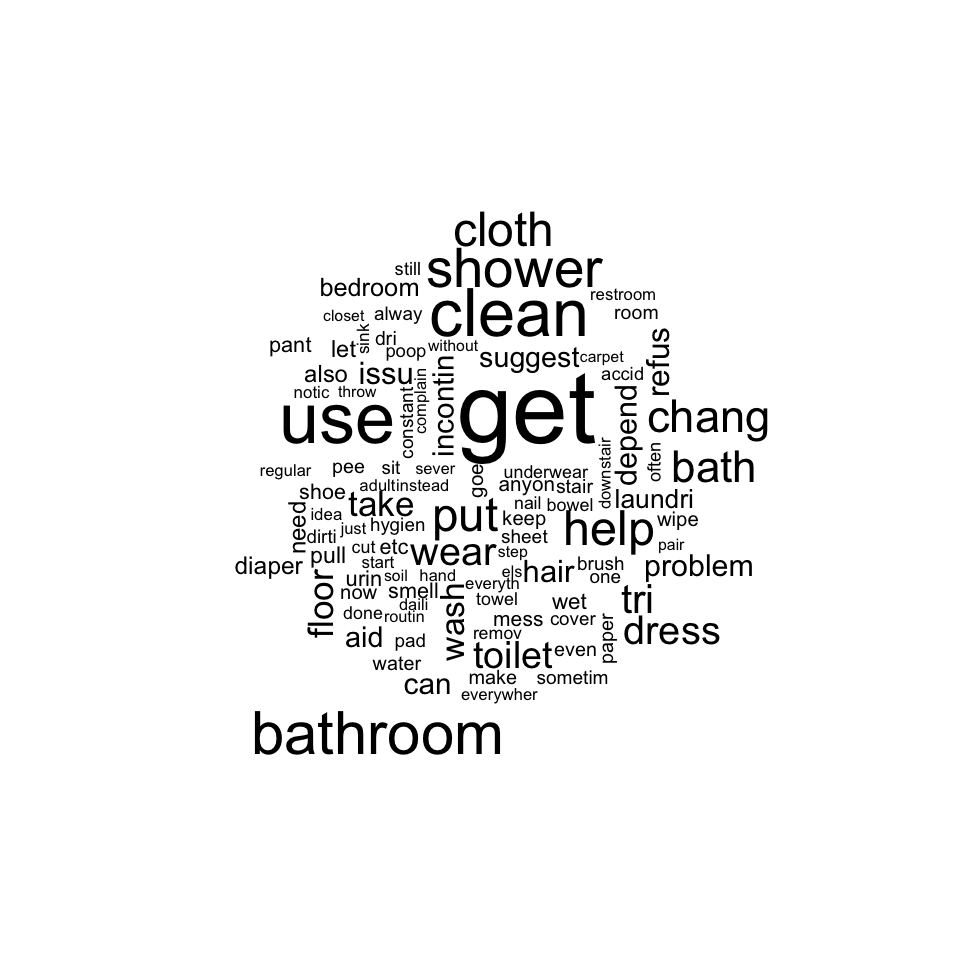 cloth
still shower
bedroom clean restroom
closet alway room
pant let sink dri poop without suggest carpet refus
also issu incontin accid
notic throw constant complain get depend chang
use often bath
regular pee sit sever goe underwear downstair
adult instead anyon stair laundri
shoe take nail bowel
need idea dirti just hygien put keep help wipe
pull cut etc wear sheet step pair
diaper start els hair brush problem
floor urin soil hand everyth one
now smell wash towel wet tri
daili
done routin mess cover paper dress
aid pad remov
water toilet even
can make sometim
everywher
bathroom